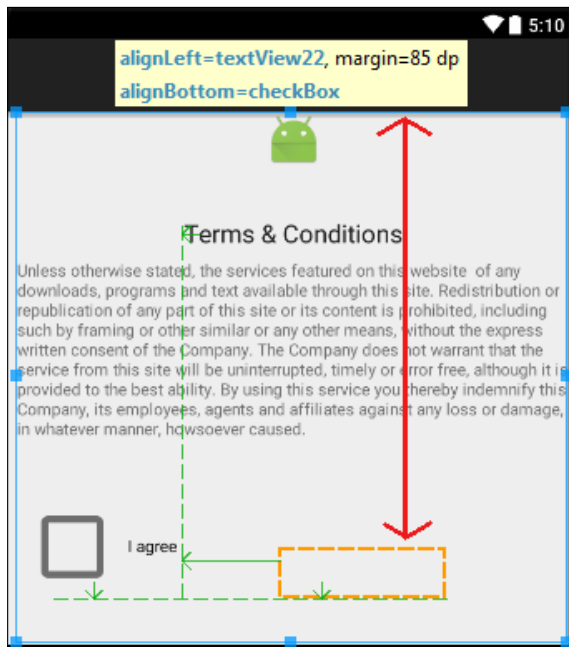 5:10
alignLeft=textView22, margin=85 dp
alignBottom=checkBox
Terms & Conditions
Unless otherwise stated, the services featured on this website of any
downloads, programs and text available through this site. Redistribution or
republication of any part of this site or its content is prohibited, including
such by framing or other similar or any other means, without the express
written consent of the Company. The Company does not warrant that the
service from this site will be uninterrupted, timely or error free, although it is
provided to the best ability. By using this service you thereby indemnify this
Company, its employees, agents and affiliates against any loss or damage,
in whatever manner, howsoever caused.
I agree